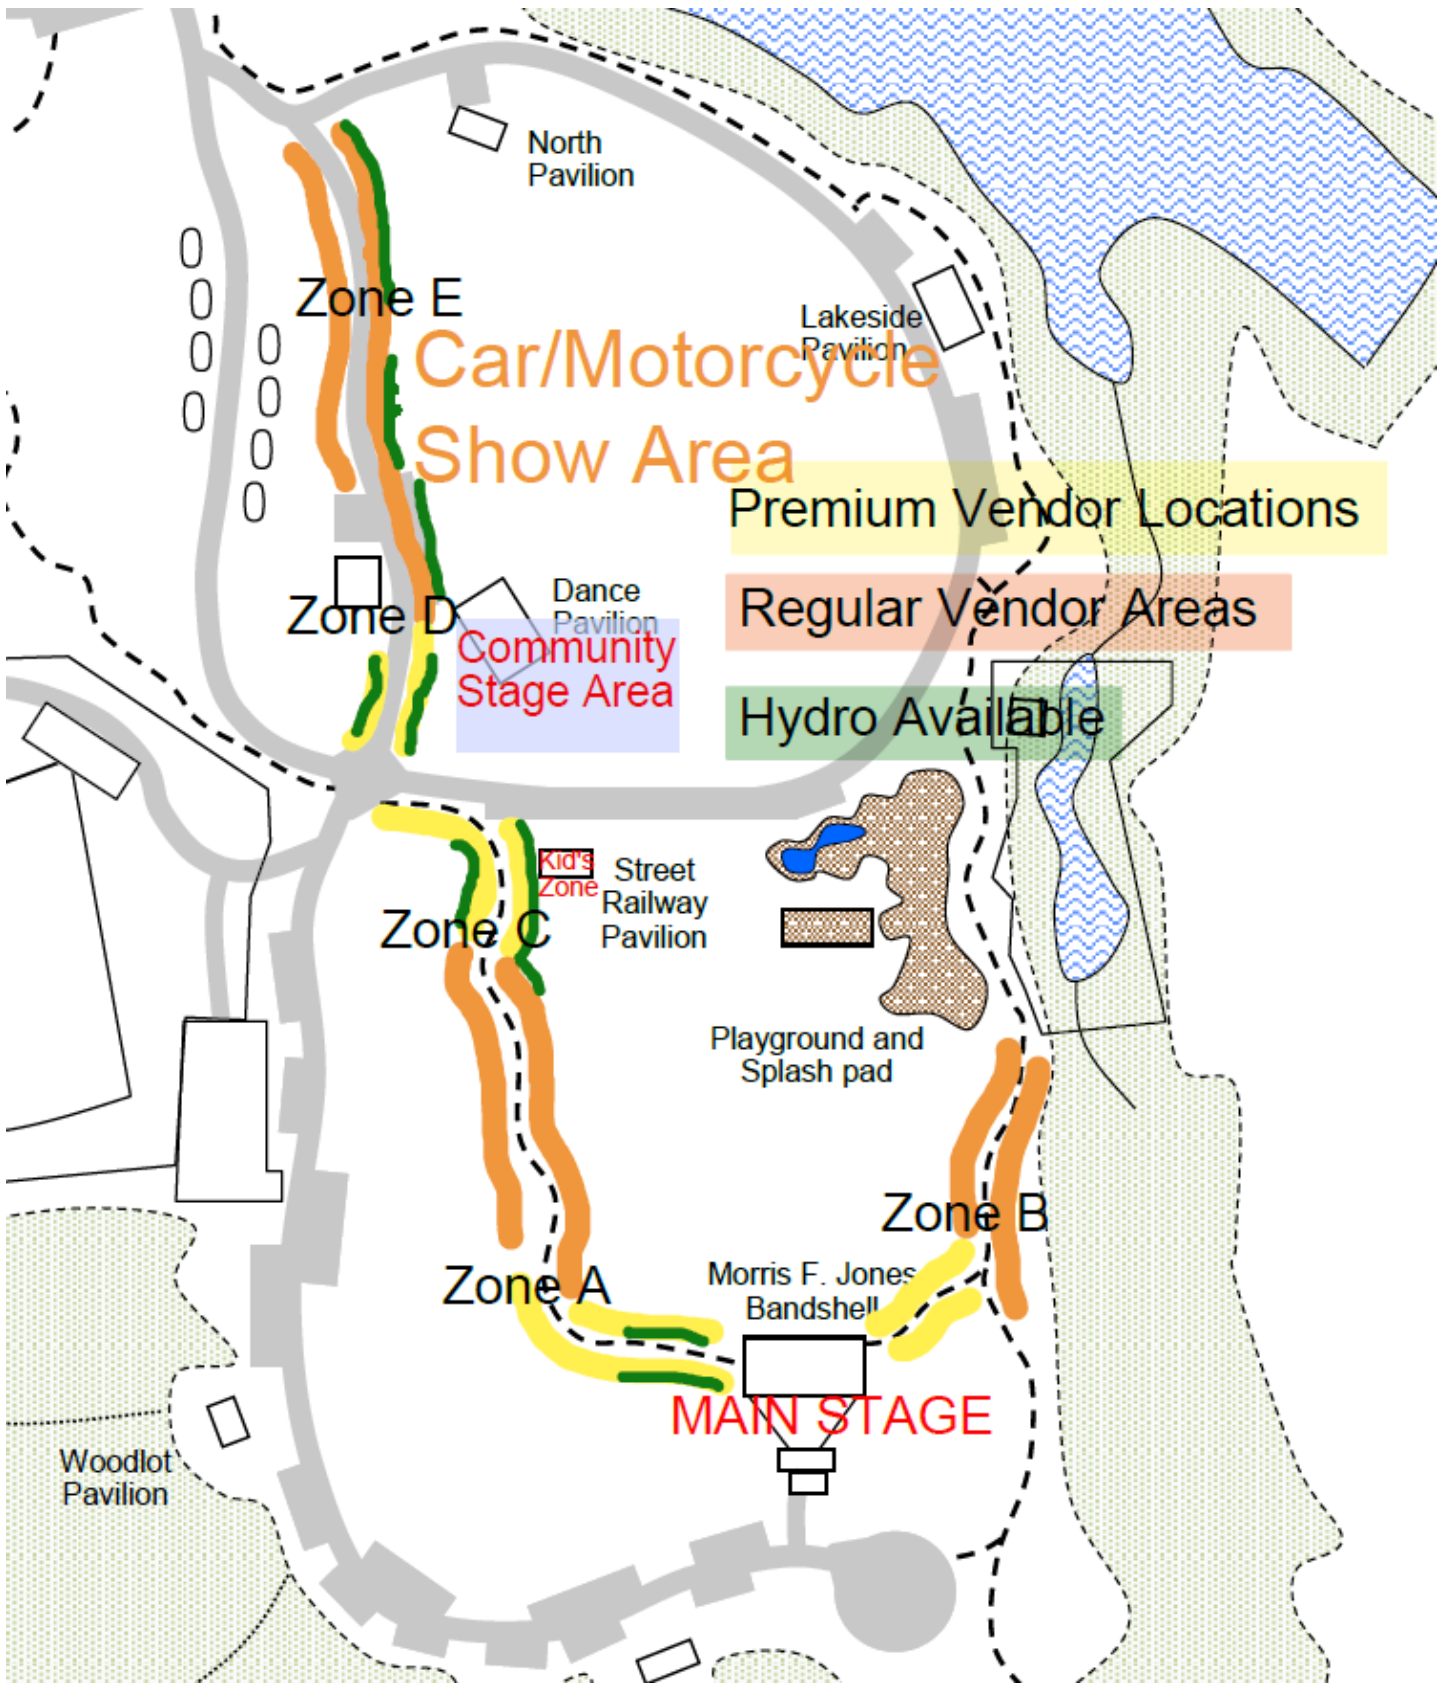 North
Pavilion
Zone E
Lakeside
Pavilion
Car/Motorcycle
Show Area
Premium Vendor Locations
Regular Vendor Areas
Dance
Pavilion
Zone D
Community
Stage Area
Hydro Available
Kid's
Zone
Street
Railway
Pavilion
Zone C
Playground and
Splash pad
Zone B
Zone A
Morris F. Jones
Bandshell
MAIN STAGE
Woodlot
Pavilion